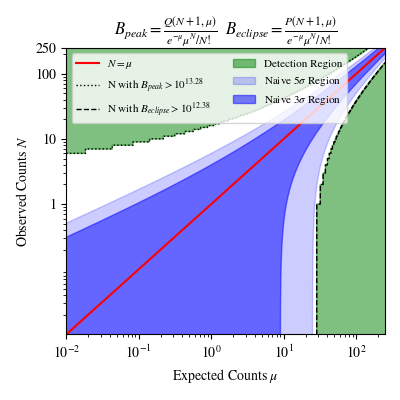 B_{peak} = \frac{Q(N+1,\mu)}{e^{-\mu}\mu^N/N!}  B_{eclipse} = \frac{P(N+1,\mu)}{e^{-\mu}\mu^N/N!}
N = μ
N with B_{peak} > 10^{13.28}
N with B_{eclipse} > 10^{12.38}
Detection Region
Naive 5σ Region
Naive 3σ Region
Observed Counts N
250
100
10
1
10^{-2} 10^{-1} 10^0 10^1 10^2
Expected Counts μ